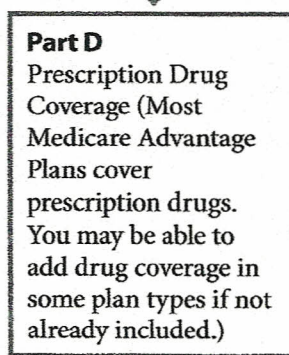 Part D
Prescription Drug
Coverage (Most
Medicare Advantage
Plans cover
prescription drugs.
You may be able to
add drug coverage in
some plan types if not
already included.)